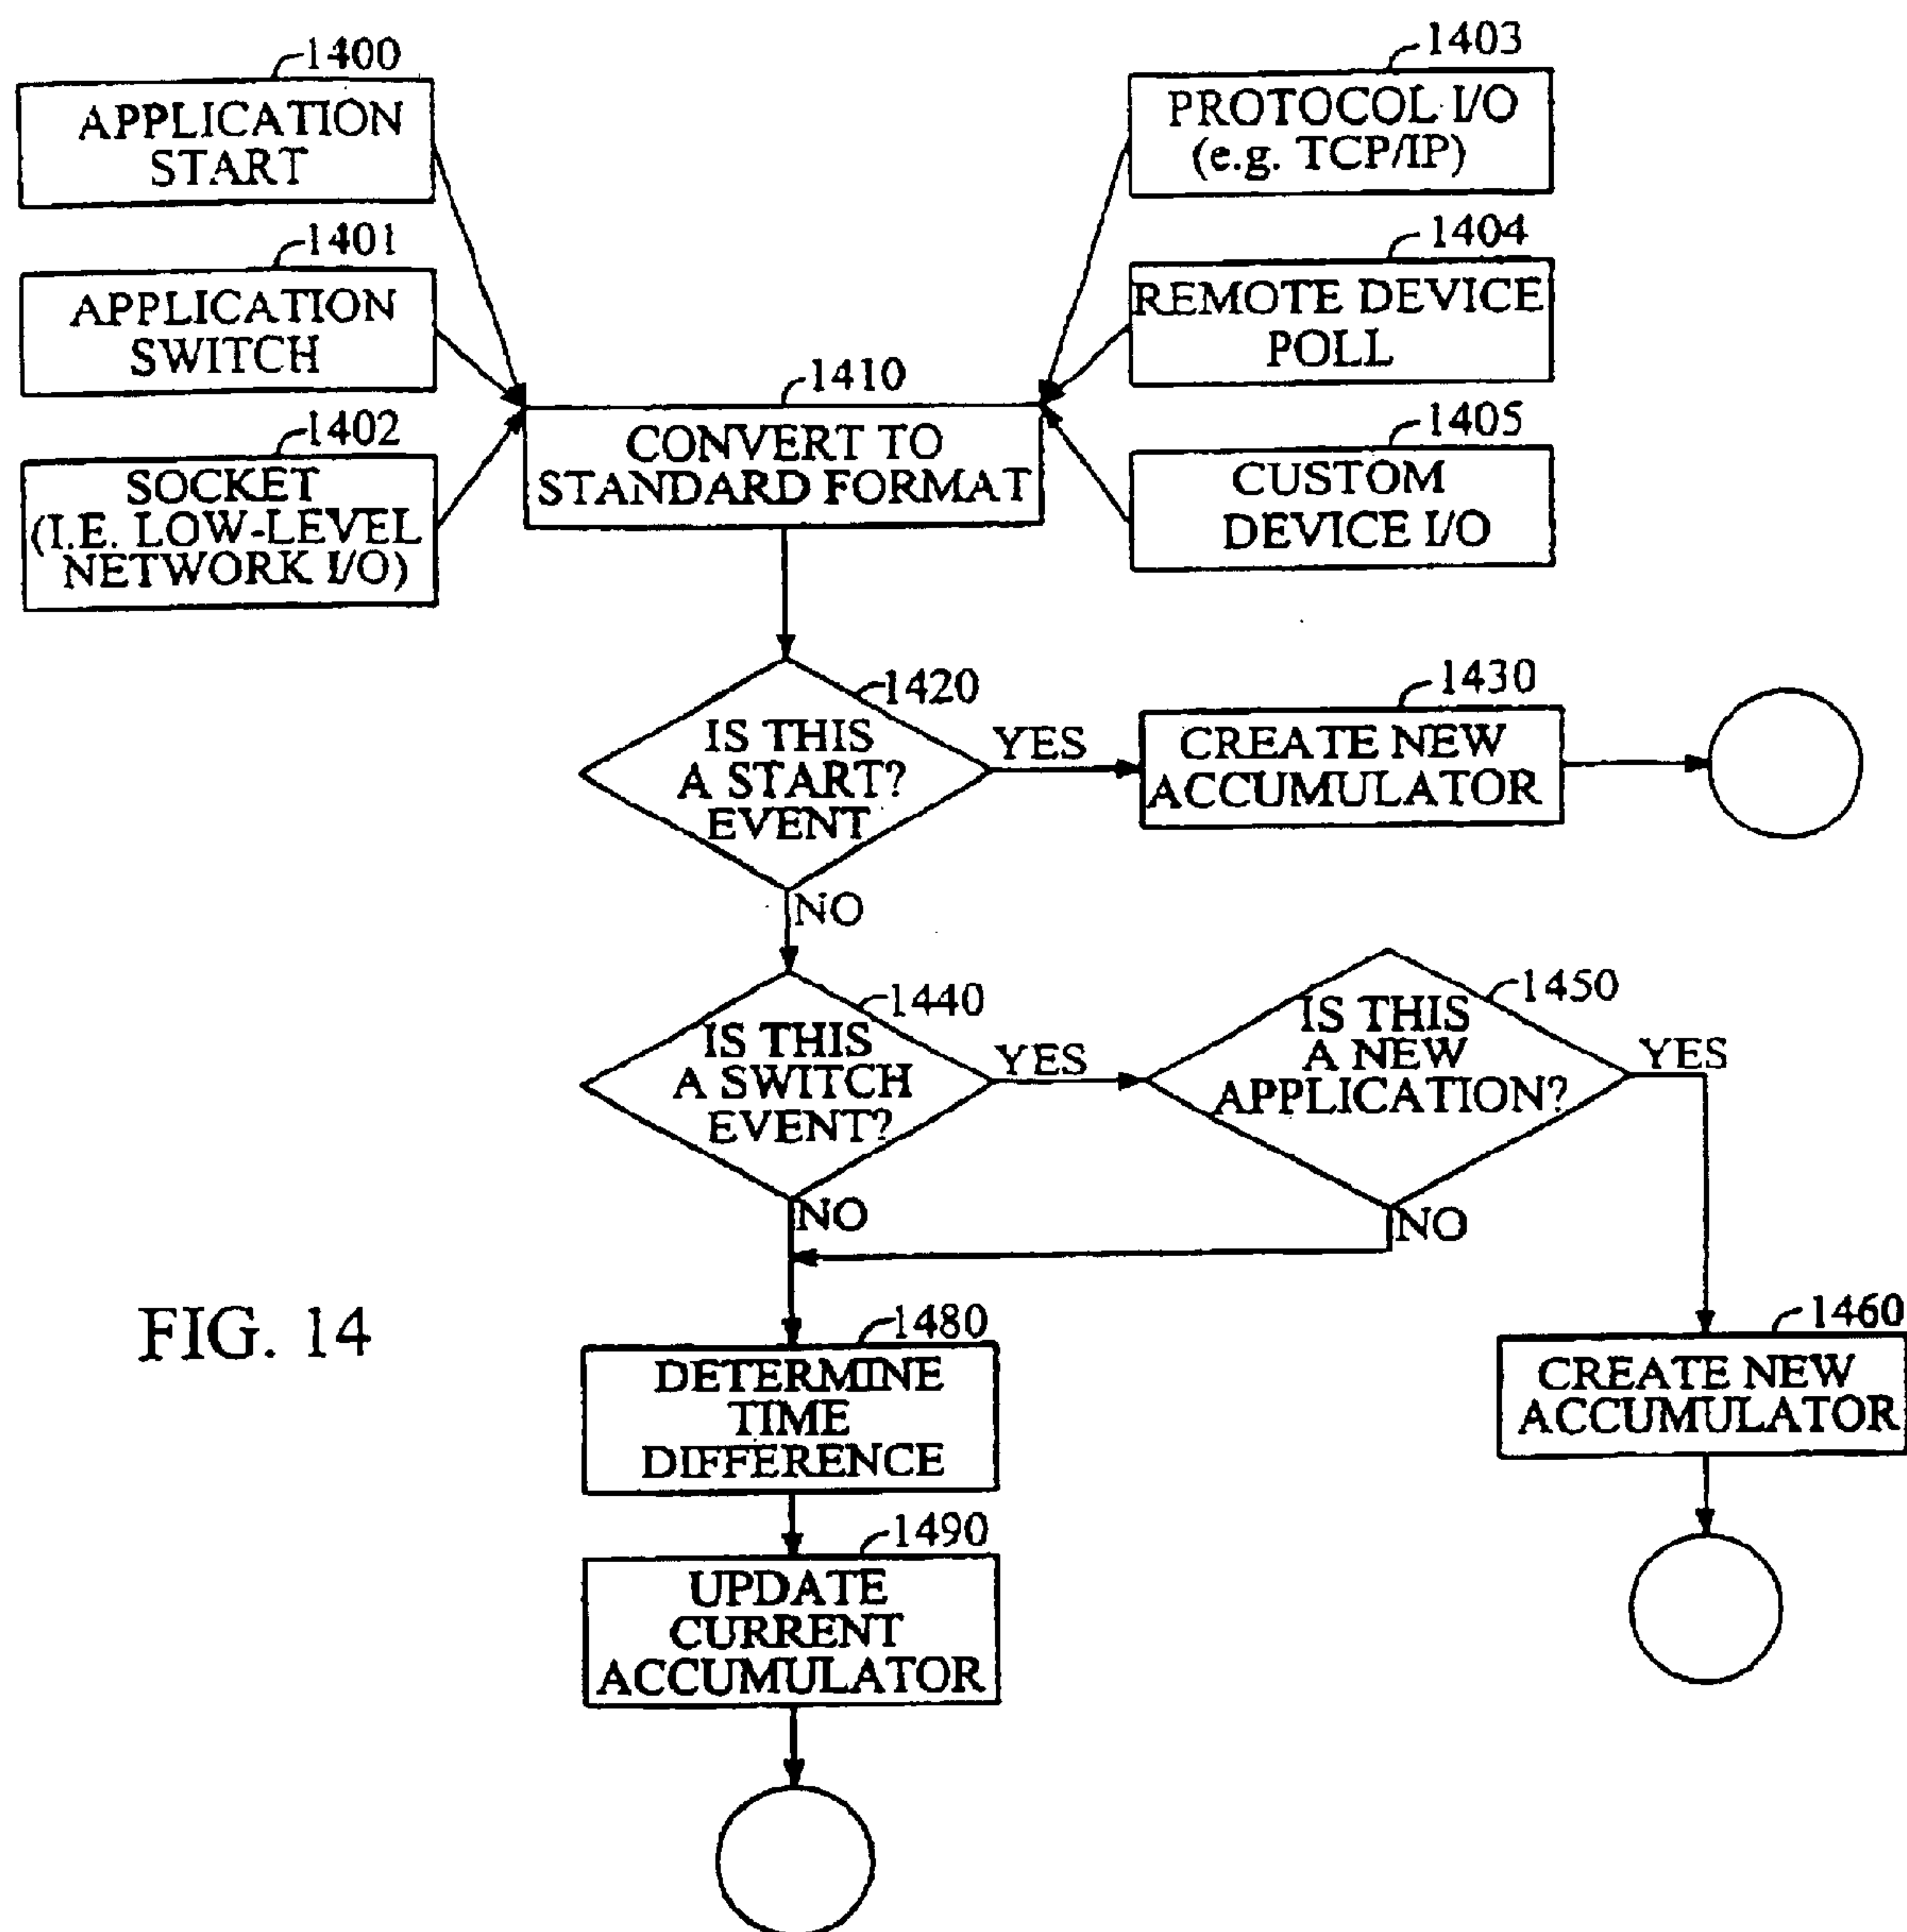 1400
APPLICATION
START
1401
APPLICATION
SWITCH
1402
SOCKET
(I.E. LOW-LEVEL
NETWORK I/O)
1403
PROTOCOL I/O
(e.g. TCP/IP)
1404
REMOTE DEVICE
POLL
1405
CUSTOM
DEVICE I/O
1410
CONVERT TO
STANDARD FORMAT
1420
IS THIS
A START?
EVENT
YES
1430
CREATE NEW
ACCUMULATOR
NO
1440
IS THIS
A SWITCH
EVENT?
YES
1450
IS THIS
A NEW
APPLICATION?
YES
NO
NO
1460
CREATE NEW
ACCUMULATOR
FIG. 14
1480
DETERMINE
TIME
DIFFERENCE
1490
UPDATE
CURRENT
ACCUMULATOR